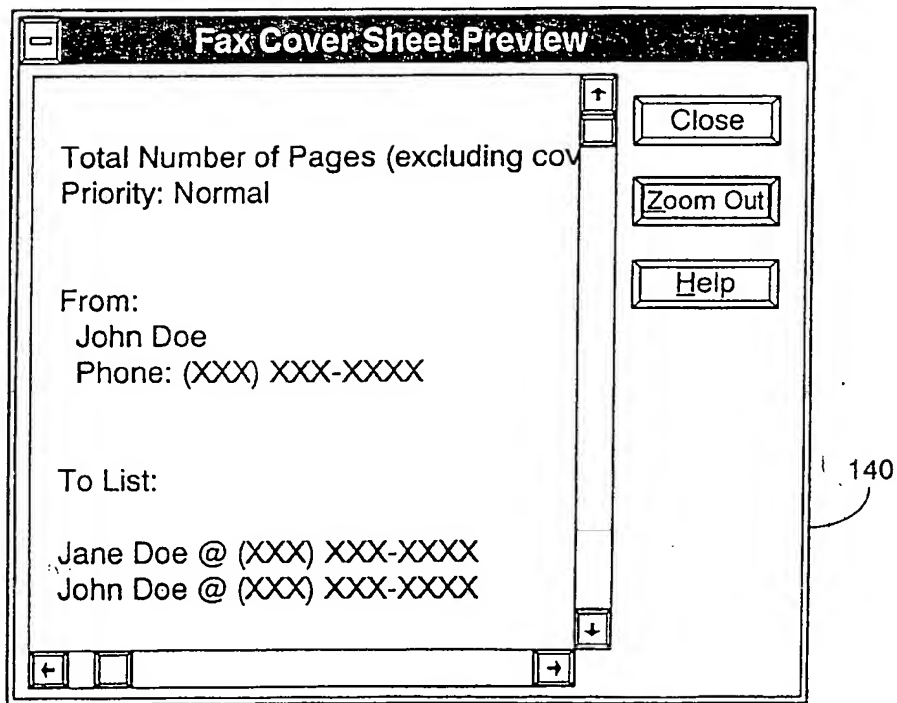 Fax Cover Sheet Preview
Total Number of Pages (excluding cov
Priority: Normal
From:
John Doe
Phone: (XXX) XXX-XXXX
To List:
Jane Doe @ (XXX) XXX-XXXX
John Doe @ (XXX) XXX-XXXX
Close
Zoom Out
Help
140